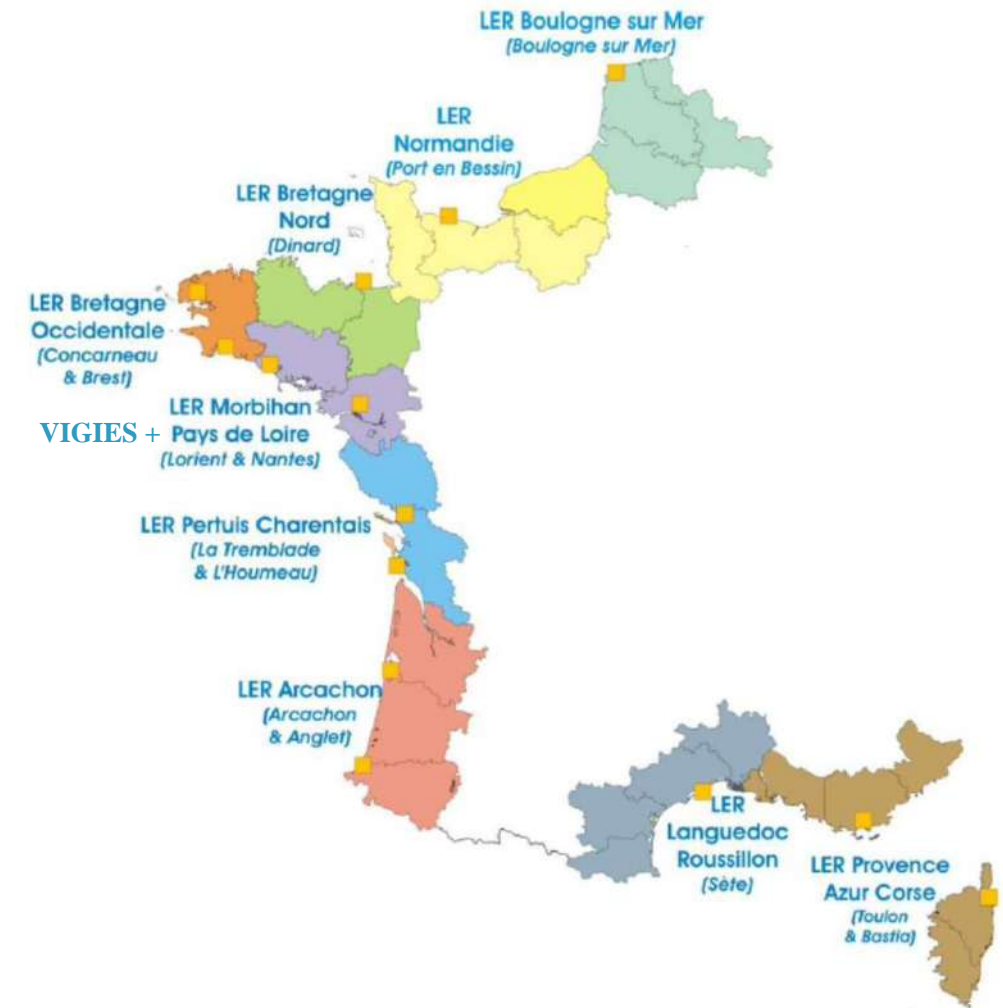 LER Boulogne sur Mer
(Boulogne sur Mer)
LER
Normandie
(Port en Bessin)
LER Bretagne
Nord
(Dinard)
LER Bretagne
Occidentale
(Concarneau
& Brest)
LER Morbihan
VIGIES + Pays de Loire
(Lorient & Nantes)
LER Pertuis Charentais
(La Tremblade
& L'Houmeau)
LER Arcachon
(Arcachon
& Anglet)
LER
Languedoc
Roussillon
(Sète)
LER Provence
Azur Corse
(Toulon
& Bastia)